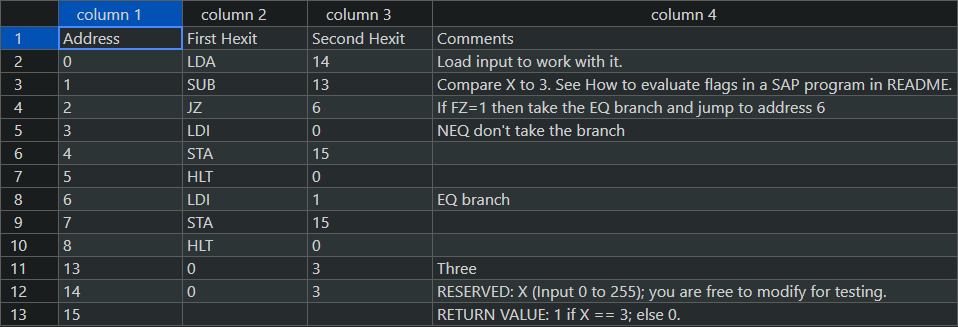 column 1 column 2 column 3 column 4
1 Address First Hexit Second Hexit Comments
2 0 LDA 14 Load input to work with it.
3 1 SUB 13 Compare X to 3. See How to evaluate flags in a SAP program in README.
4 2 JZ 6 If FZ=1 then take the EQ branch and jump to address 6
5 3 LDI 0 NEQ don't take the branch
6 4 STA 15
7 5 HLT 0
8 6 LDI 1 EQ branch
9 7 STA 15
10 8 HLT 0
11 13 0 3 Three
12 14 0 3 RESERVED: X (Input 0 to 255); you are free to modify for testing.
13 15 RETURN VALUE: 1 if X == 3; else 0.